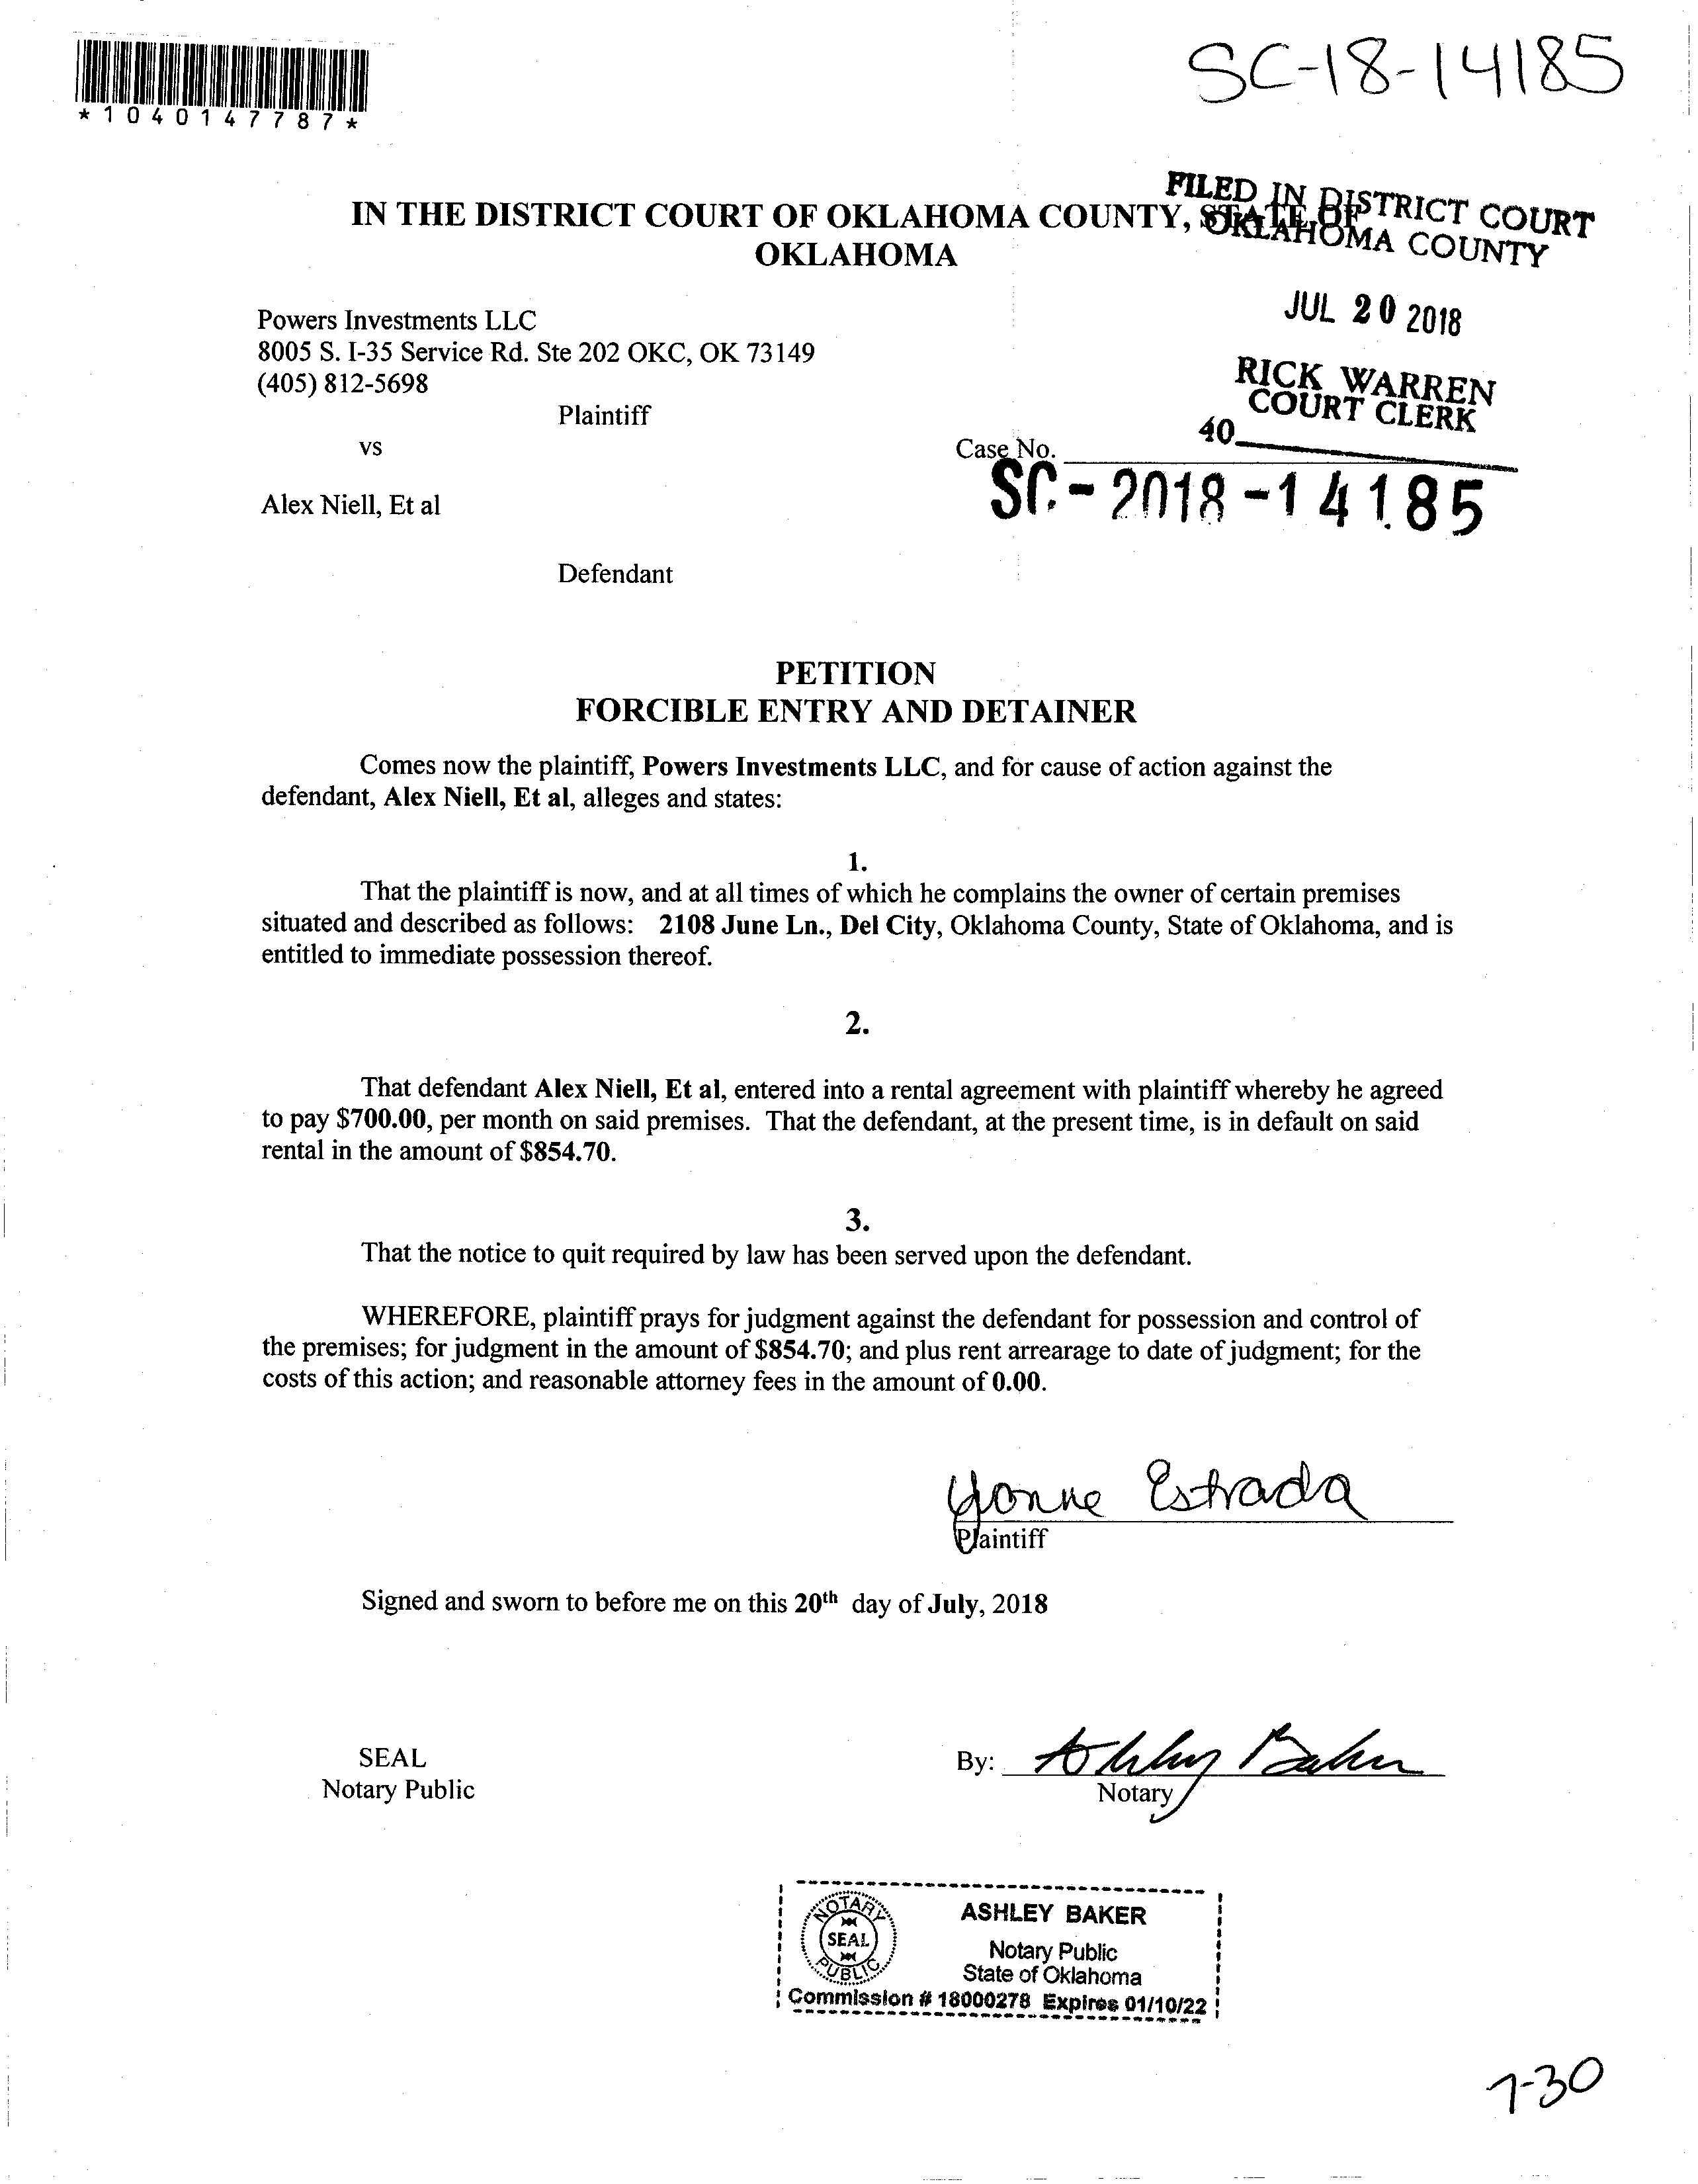 SC-18-14185
*1040147787*
FILED IN DISTRICT COURT
OKLAHOMA COUNTY
IN THE DISTRICT COURT OF OKLAHOMA COUNTY, STATE OF
OKLAHOMA
JUL 20 2018
RICK WARREN
COURT CLERK
40
Powers Investments LLC
8005 S. I-35 Service Rd. Ste 202 OKC, OK 73149
(405) 812-5698
Plaintiff
vs
Case No.
SC-2018-14185
Alex Niell, Et al
Defendant
PETITION
FORCIBLE ENTRY AND DETAINER
Comes now the plaintiff, Powers Investments LLC, and for cause of action against the
defendant, Alex Niell, Et al, alleges and states:
1.
That the plaintiff is now, and at all times of which he complains the owner of certain premises
situated and described as follows: 2108 June Ln., Del City, Oklahoma County, State of Oklahoma, and is
entitled to immediate possession thereof.
2.
That defendant Alex Niell, Et al, entered into a rental agreement with plaintiff whereby he agreed
to pay $700.00, per month on said premises. That the defendant, at the present time, is in default on said
rental in the amount of $854.70.
3.
That the notice to quit required by law has been served upon the defendant.
WHEREFORE, plaintiff prays for judgment against the defendant for possession and control of
the premises; for judgment in the amount of $854.70; and plus rent arrearage to date of judgment; for the
costs of this action; and reasonable attorney fees in the amount of 0.00.
Yonne Estrada
Plaintiff
Signed and sworn to before me on this 20th day of July, 2018
SEAL
Notary Public
By: Ashley Baker
Notary
NOTARY
SEAL
PUBLIC
ASHLEY BAKER
Notary Public
State of Oklahoma
Commission # 18000278 Expires 01/10/22
7-30